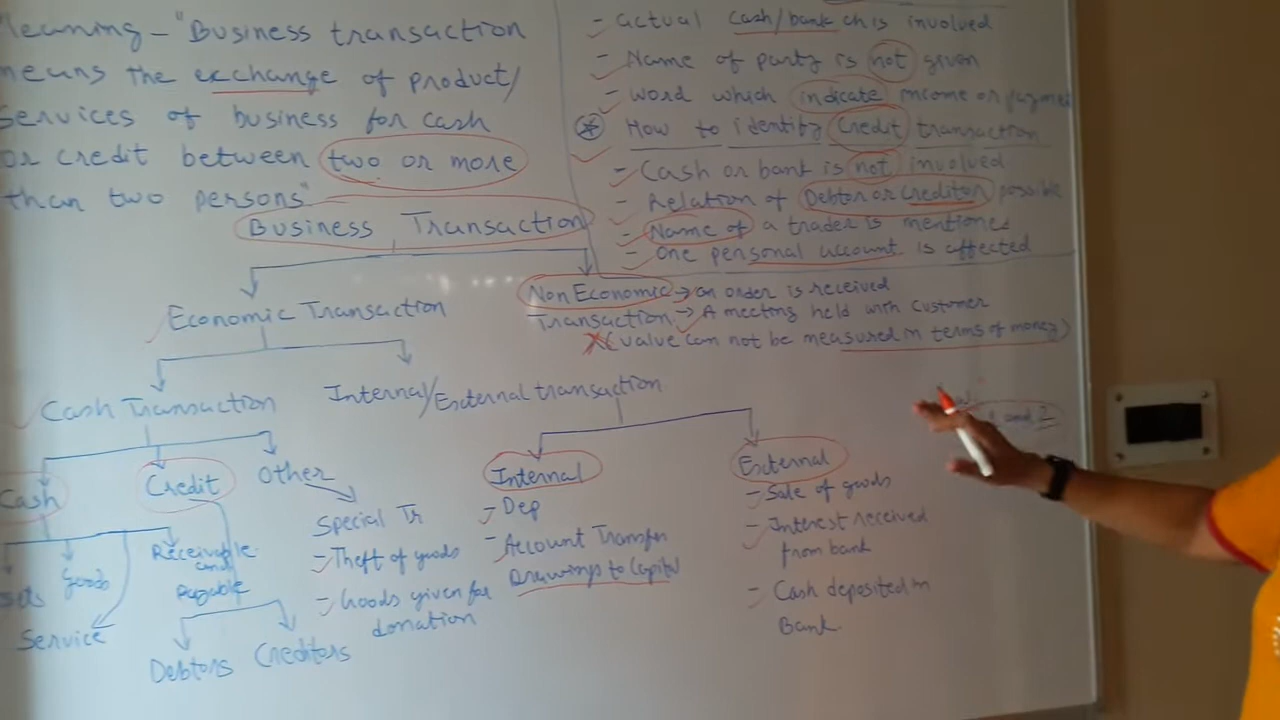 Meaning - "Business transaction
means the exchange of product/
Services of business for cash
or credit between two or more
than two persons"
- actual cash/bank ch is involved
- Name of party is not given
- word which indicate income or payment
* How to identity Credit transaction
- Cash or bank is not involved
- Relation of Debtor or Creditor possible
- Name of a trader is mentioned
- One personal account is affected
Business Transaction
Economic Transaction
Non Economic → an order is received
Transaction → A meeting held with customer
X (value can not be measured in terms of money)
Cash Transaction
Internal/External transaction
Cash
Credit
Other
Goods
Service
Receivable
and
Payable
Debtors
Creditors
Special Tr
- Theft of goods
- Goods given for
donation
Internal
- Dep
- Account Transfer
Drawings to Capital
External
- Sale of goods
- Interest received
from bank
- Cash deposited in
Bank.
and 2